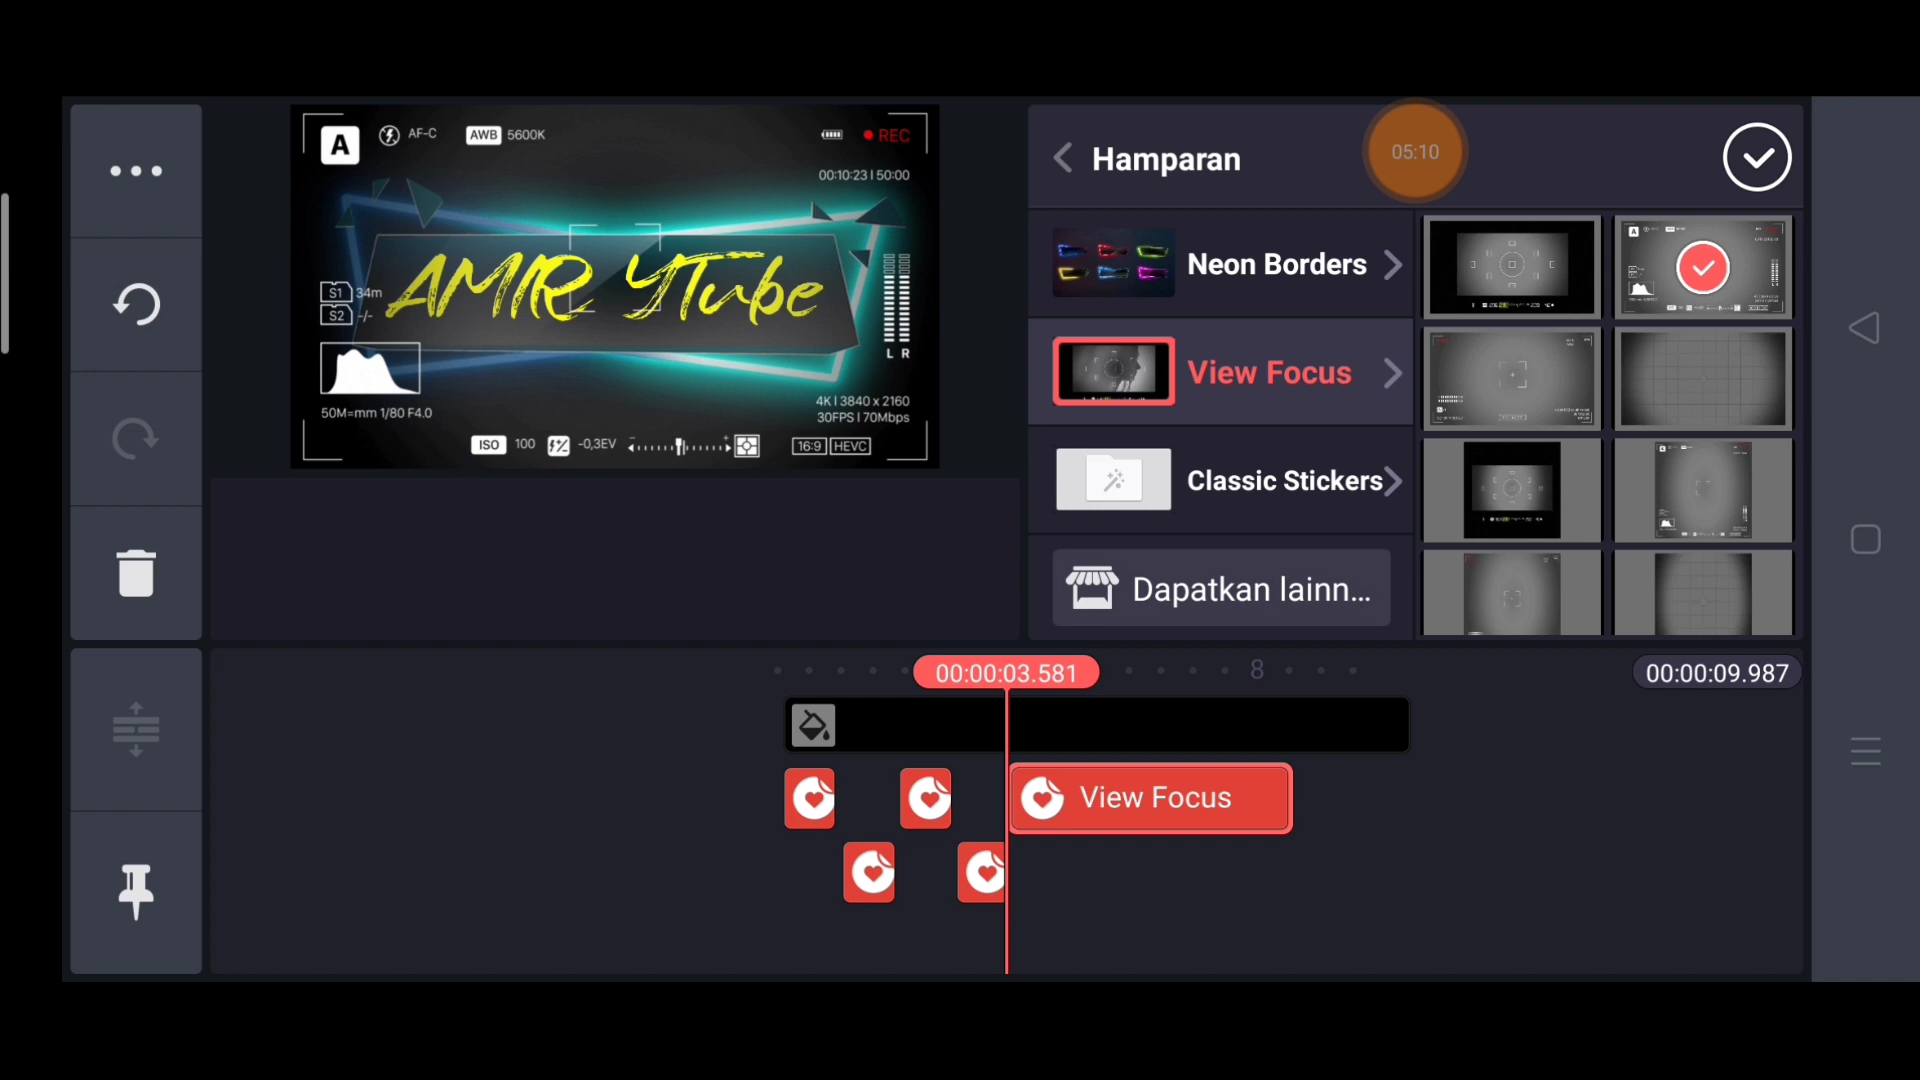 A
AF-C
AWB 5600K
REC
00:10:23 | 50:00
AMIR YTube
S1 34m
S2 -/-
L R
50M=mm 1/80 F4.0
4K | 3840 x 2160
30FPS | 70Mbps
ISO 100 -0,3EV
16:9 HEVC
Hamparan
05:10
Neon Borders
View Focus
Classic Stickers
Dapatkan lainn...
00:00:03.581
8
00:00:09.987
View Focus